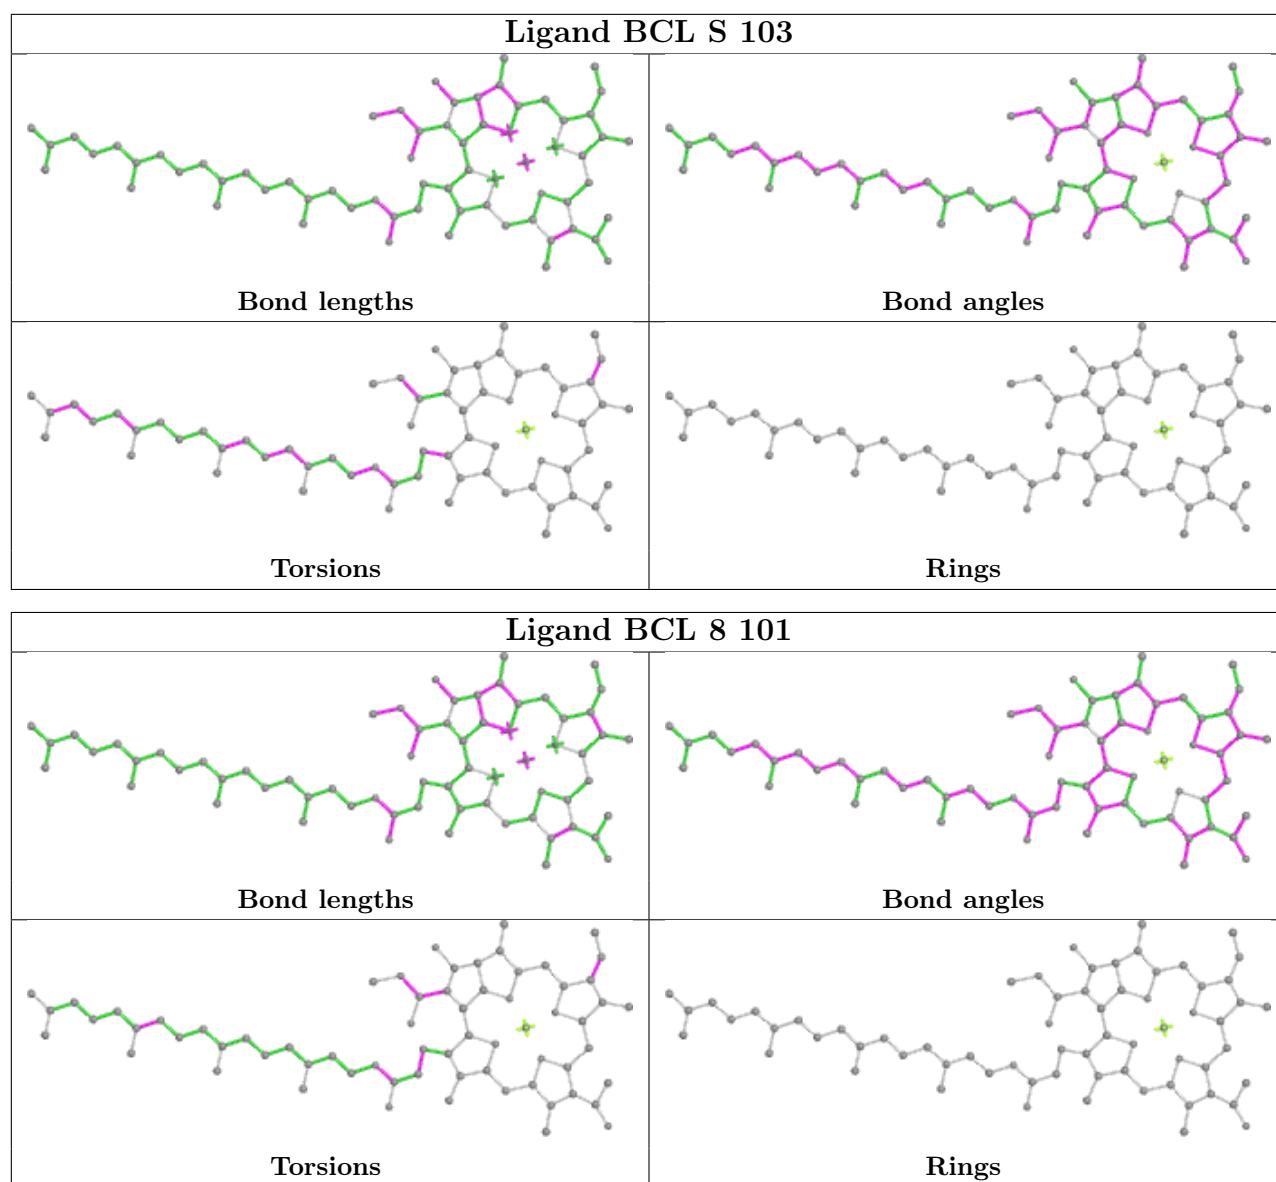 Ligand BCL S 103
Bond lengths
Bond angles
Torsions
Rings
Ligand BCL 8 101
Bond lengths
Bond angles
Torsions
Rings